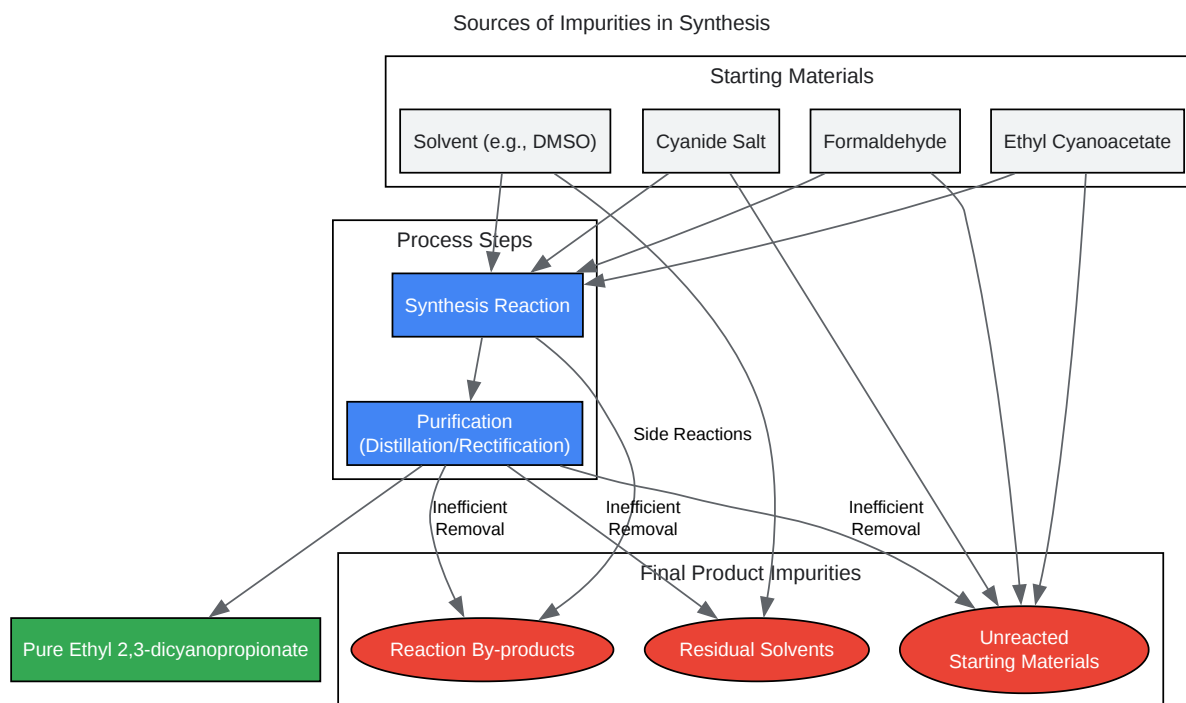 Sources of Impurities in Synthesis
Starting Materials
Solvent (e.g., DMSO)
Cyanide Salt
Formaldehyde
Ethyl Cyanoacetate
Process Steps
Synthesis Reaction
Purification
(Distillation/Rectification)
Side Reactions
Inefficient
Removal
Inefficient
Removal
Inefficient
Removal
Final Product Impurities
Pure Ethyl 2,3-dicyanopropionate
Reaction By-products
Residual Solvents
Unreacted
Starting Materials